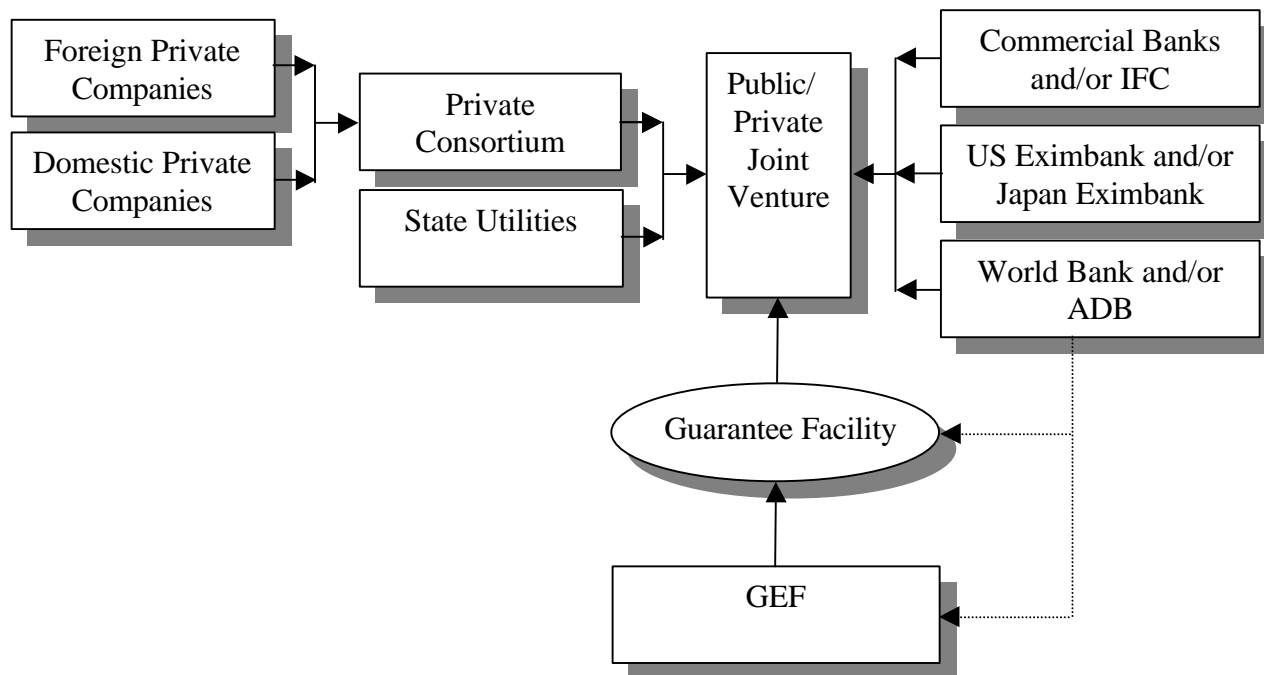 Foreign Private
Companies
Domestic Private
Companies
Private
Consortium
State Utilities
Public/
Private
Joint
Venture
Commercial Banks
and/or IFC
US Eximbank and/or
Japan Eximbank
World Bank and/or
ADB
Guarantee Facility
GEF